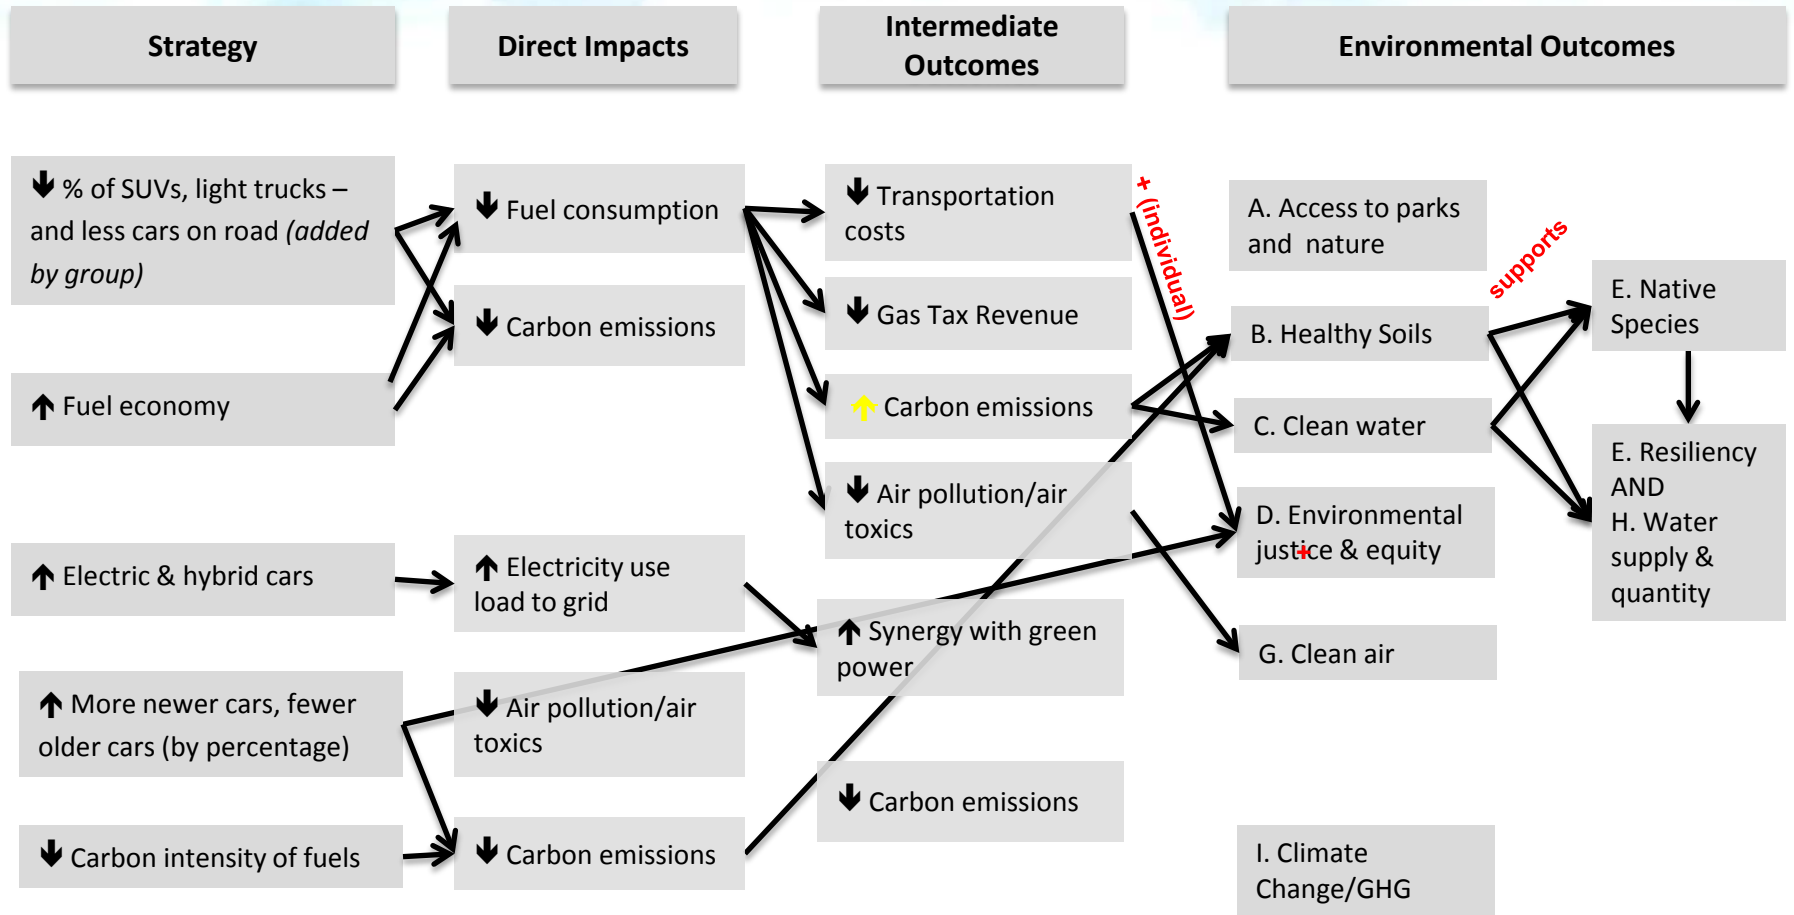 Strategy
Direct Impacts
Intermediate
Outcomes
Environmental Outcomes
🡻 % of SUVs, light trucks –
and less cars on road (added
by group)
🡹 Fuel economy
🡹 Electric & hybrid cars
🡹 More newer cars, fewer
older cars (by percentage)
🡻 Carbon intensity of fuels
🡻 Fuel consumption
🡻 Carbon emissions
🡹 Electricity use
load to grid
🡻 Air pollution/air
toxics
🡻 Carbon emissions
🡻 Transportation
costs
🡻 Gas Tax Revenue
🡹 Carbon emissions
🡻 Air pollution/air
toxics
🡹 Synergy with green
power
🡻 Carbon emissions
+ (individual)
A. Access to parks
and nature
B. Healthy Soils
C. Clean water
D. Environmental
justice & equity
+
G. Clean air
I. Climate
Change/GHG
supports
E. Native
Species
E. Resiliency
AND
H. Water
supply &
quantity